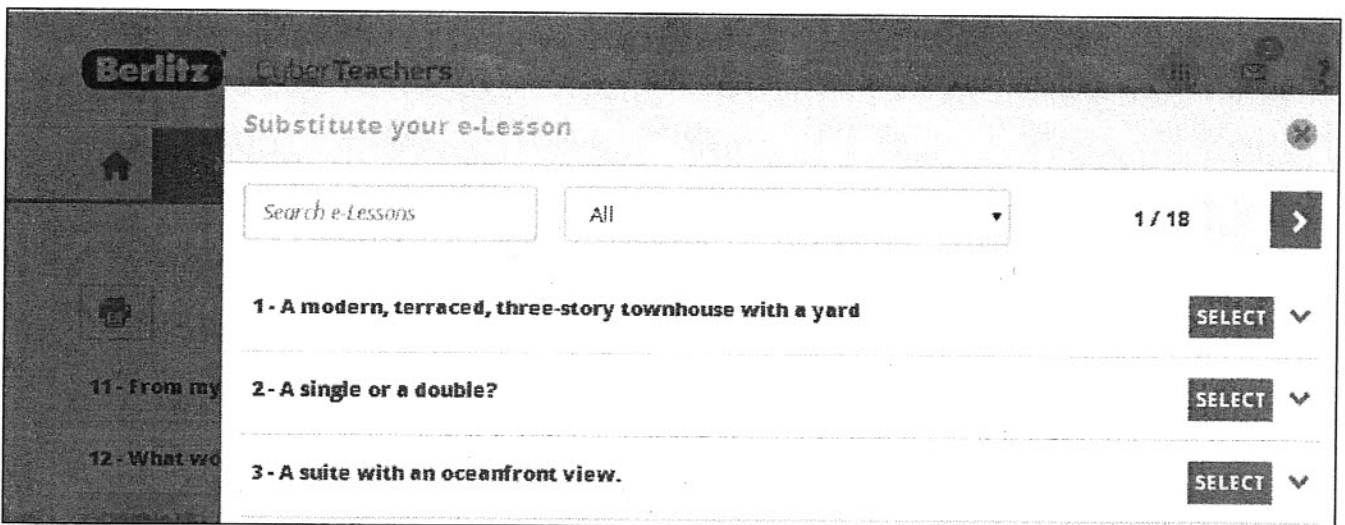 Berlitz CyberTeachers
Substitute your e-Lesson
Search e-Lessons All 1 / 18
1 - A modern, terraced, three-story townhouse with a yard SELECT
11 - From my 2 - A single or a double? SELECT
12 - What wo 3 - A suite with an oceanfront view. SELECT